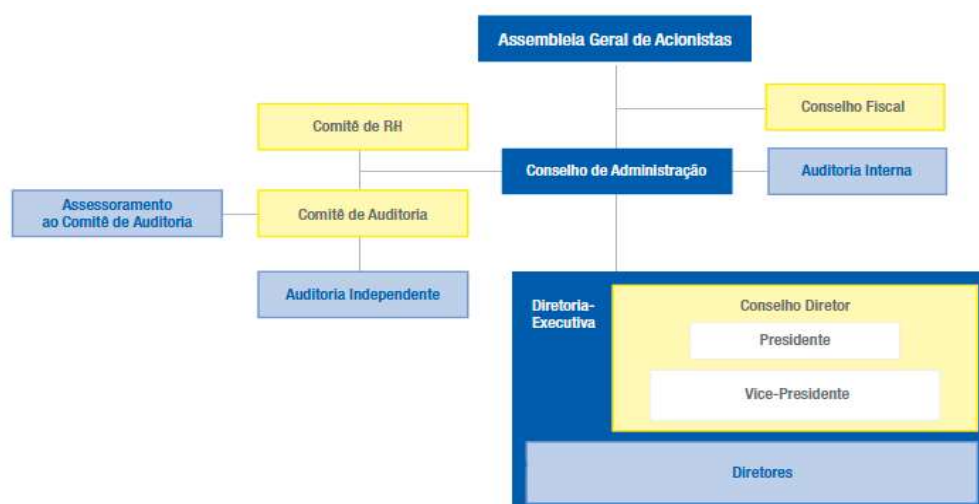 Assembleia Geral de Acionistas
Conselho Fiscal
Comitê de RH
Conselho de Administração
Auditoria Interna
Assessoramento
ao Comitê de Auditoria
Comitê de Auditoria
Auditoria Independente
Diretoria-
Executiva
Conselho Diretor
Presidente
Vice-Presidente
Diretores